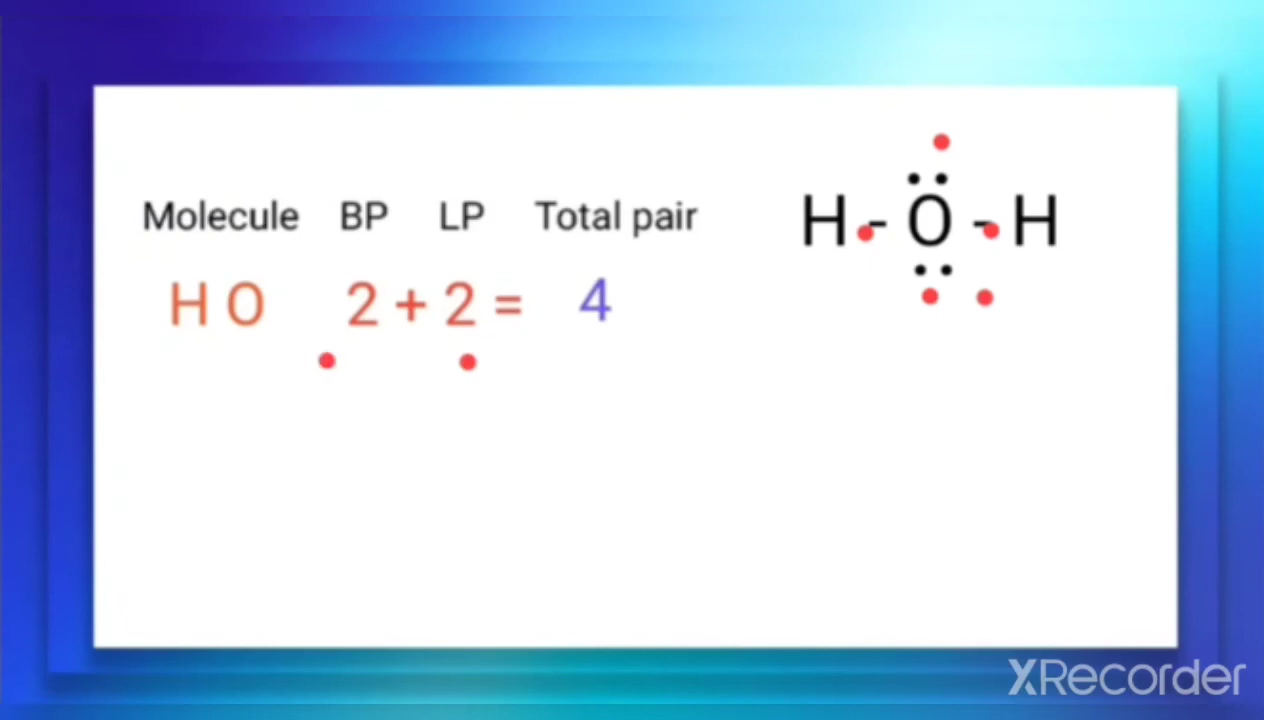 Molecule BP LP Total pair
H O 2 + 2 = 4
H - Ö - H
XRecorder